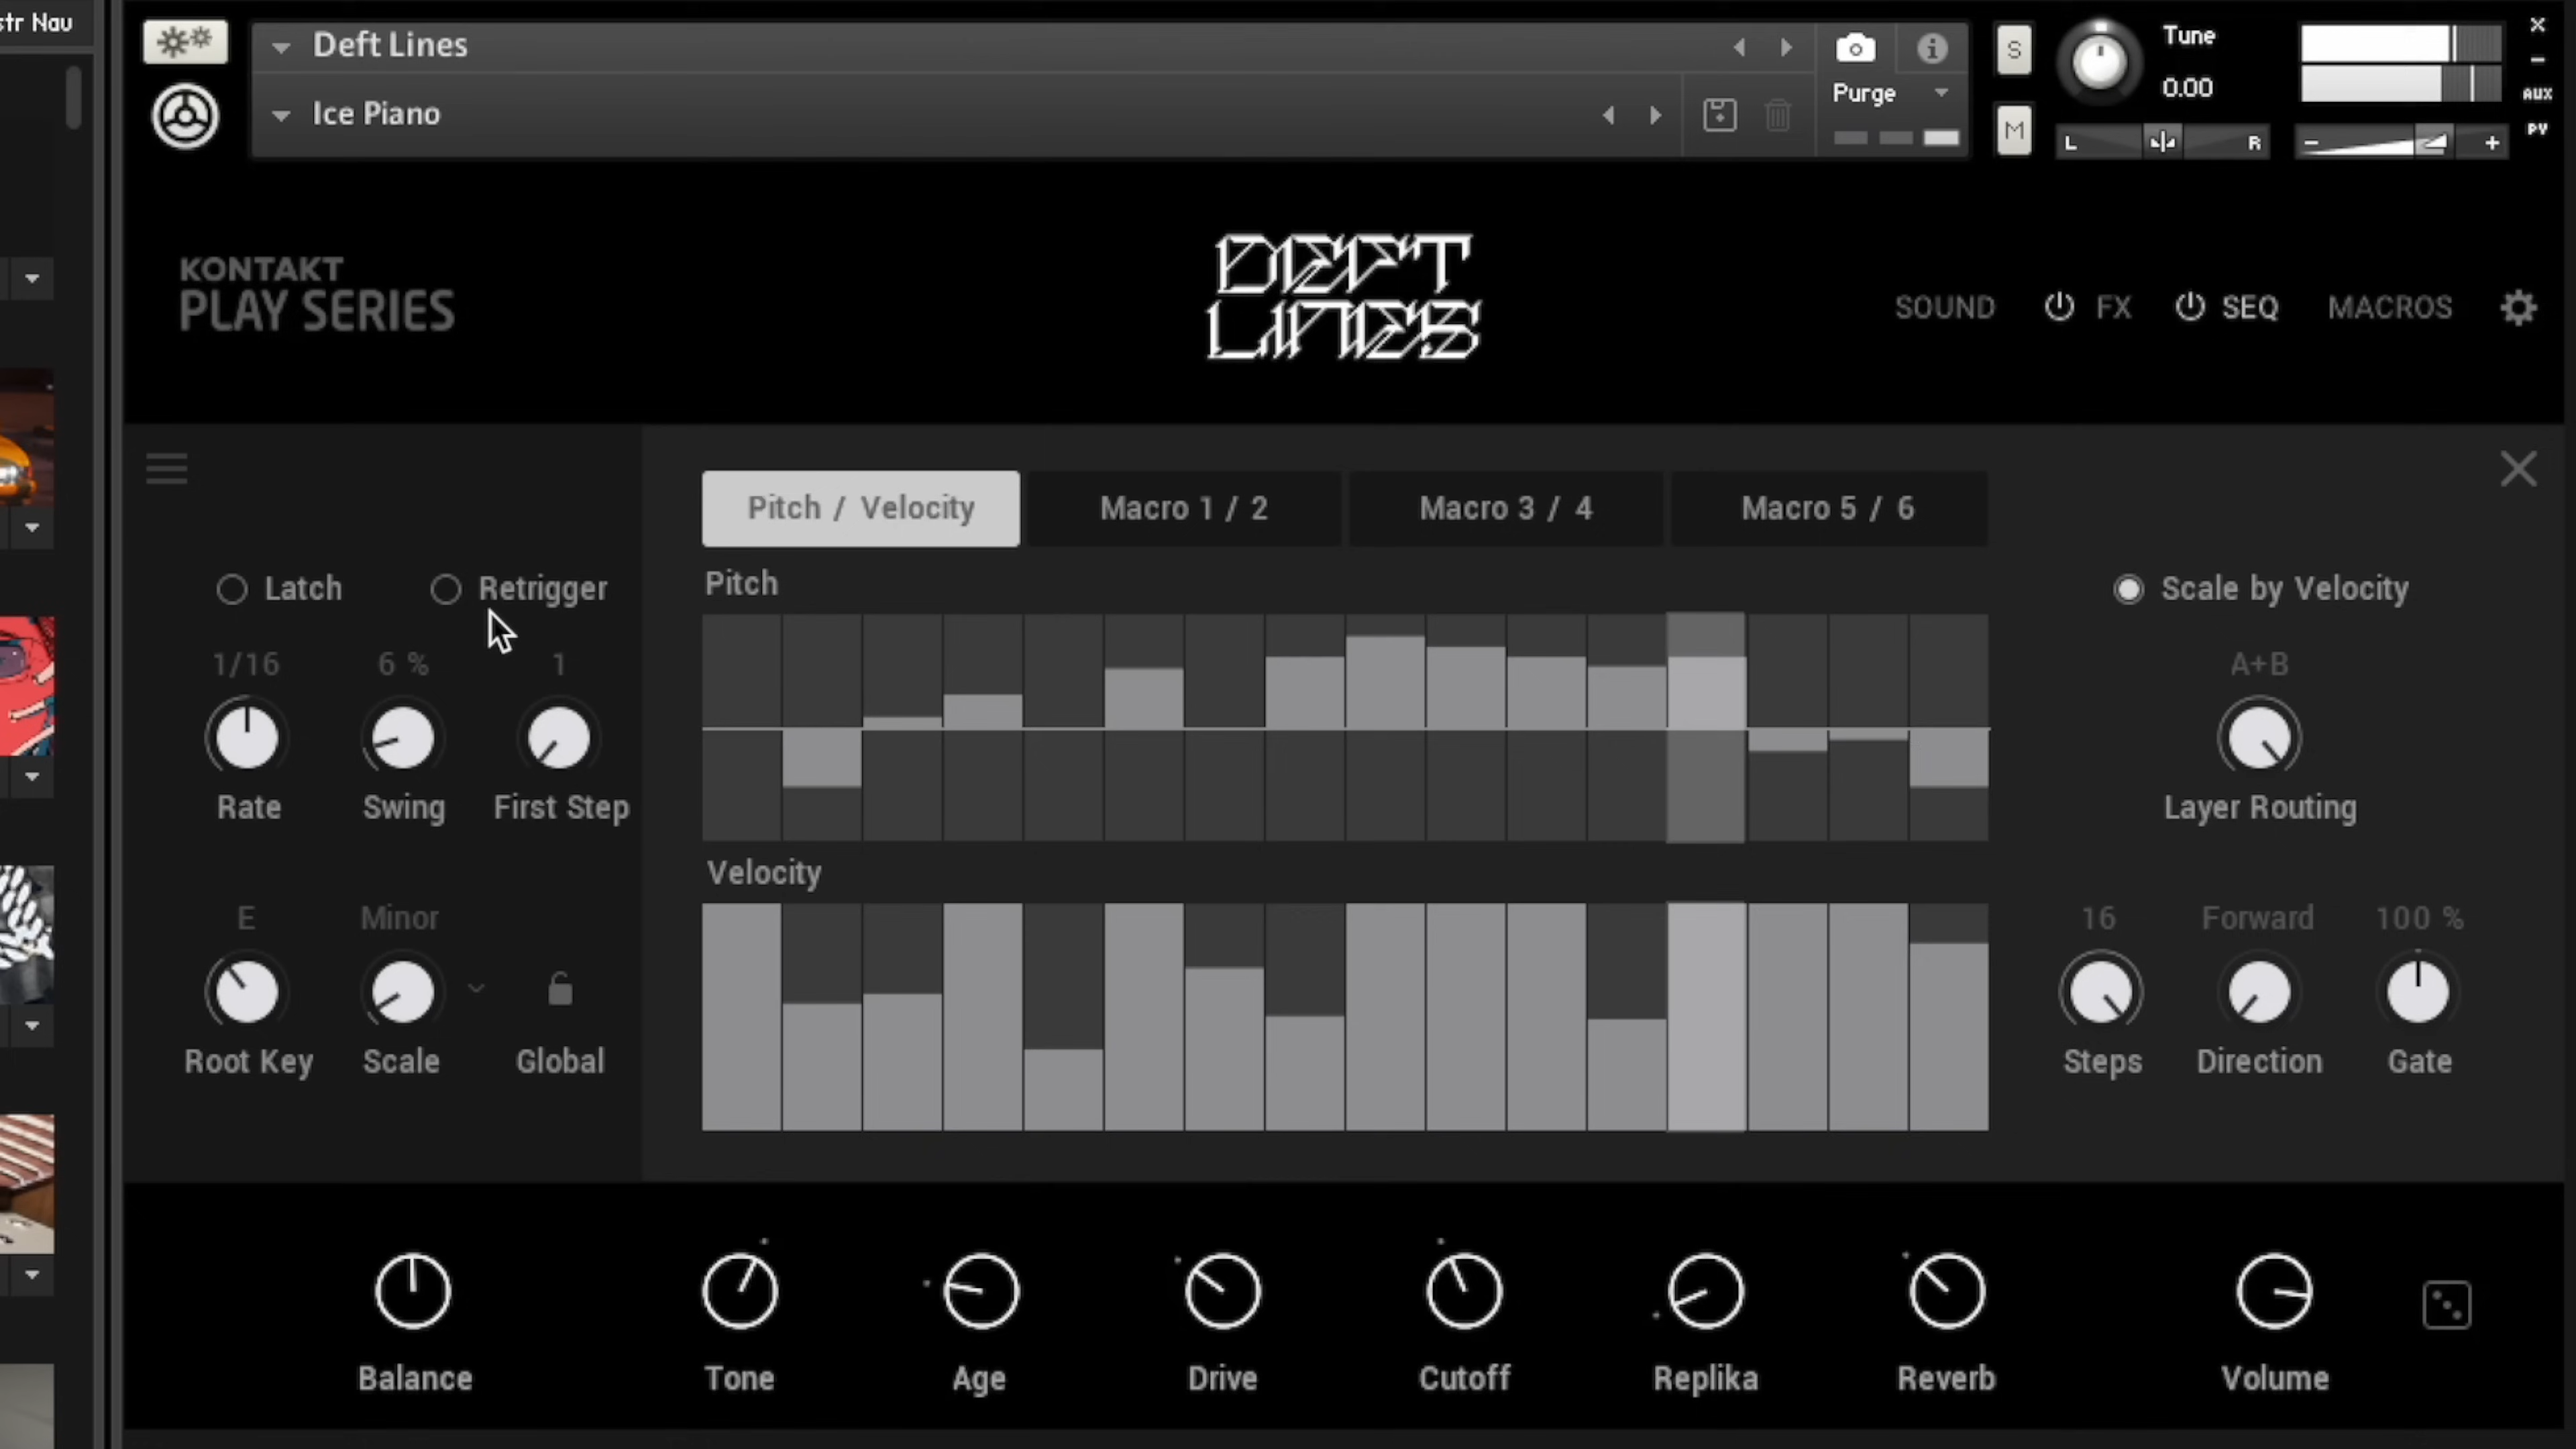 str Nav
Deft Lines
Ice Piano
Purge
S
M
Tune
0.00
L
R
AUX
PV
KONTAKT
PLAY SERIES
DEFT
LINES
SOUND
FX
SEQ
MACROS
Pitch / Velocity
Macro 1 / 2
Macro 3 / 4
Macro 5 / 6
Latch
Retrigger
1/16
6 %
1
Rate
Swing
First Step
E
Minor
Root Key
Scale
Global
Pitch
Velocity
Scale by Velocity
A+B
Layer Routing
16
Forward
100 %
Steps
Direction
Gate
Balance
Tone
Age
Drive
Cutoff
Replika
Reverb
Volume